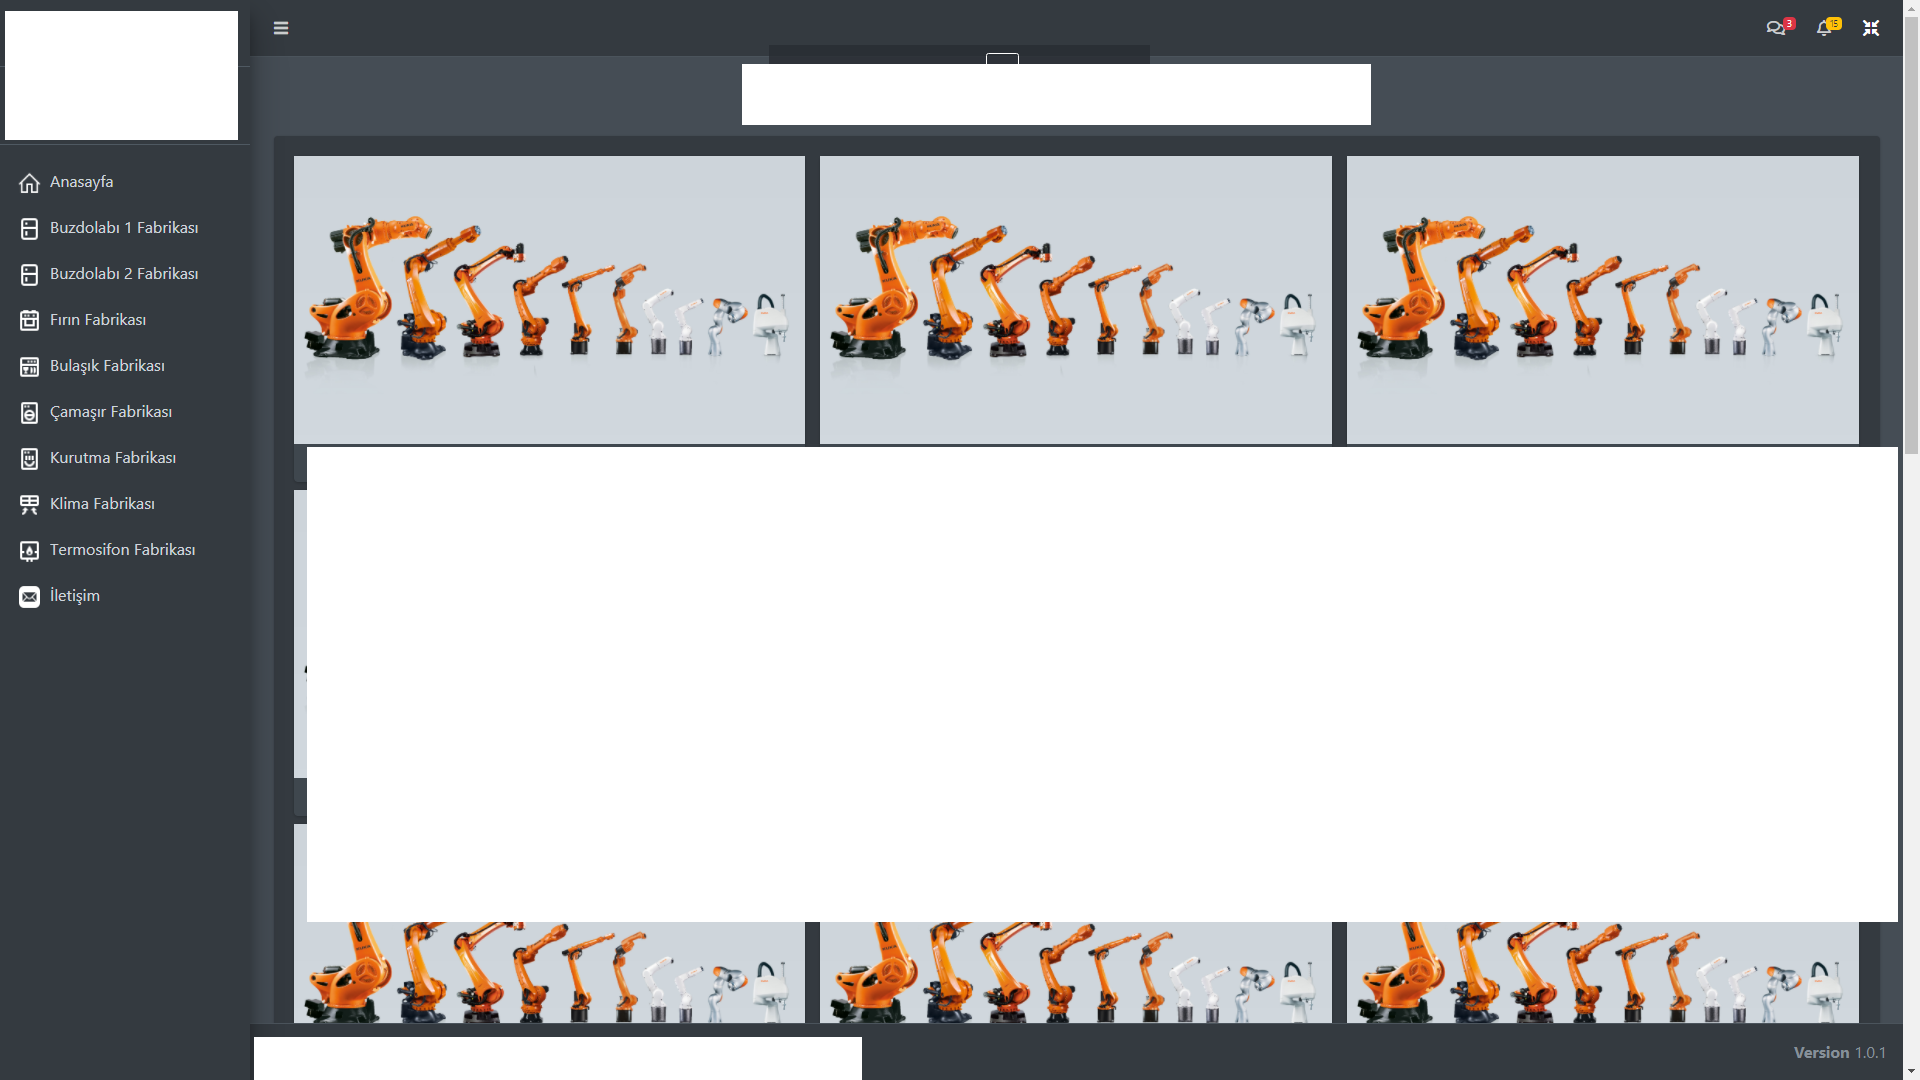 3
15
Anasayfa
Buzdolabı 1 Fabrikası
Buzdolabı 2 Fabrikası
Fırın Fabrikası
Bulaşık Fabrikası
Çamaşır Fabrikası
Kurutma Fabrikası
Klima Fabrikası
Termosifon Fabrikası
İletişim
Version 1.0.1